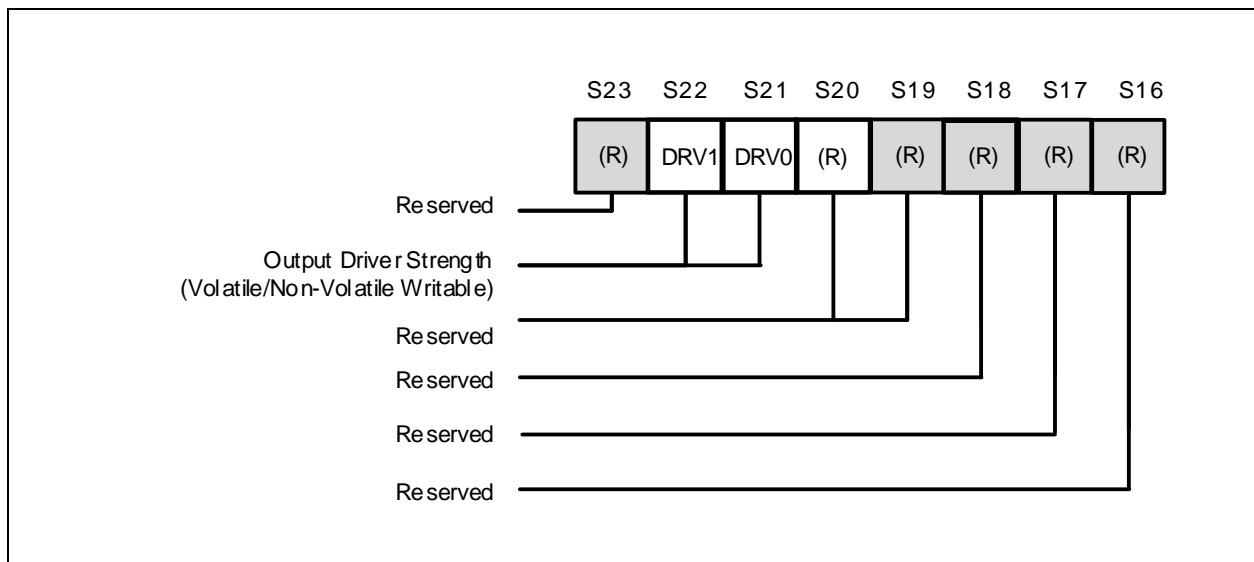 S23 S22 S21 S20 S19 S18 S17 S16
(R) DRV1 DRV0 (R) (R) (R) (R) (R)
Reserved
Output Driver Strength
(Volatile/Non-Volatile Writable)
Reserved
Reserved
Reserved
Reserved